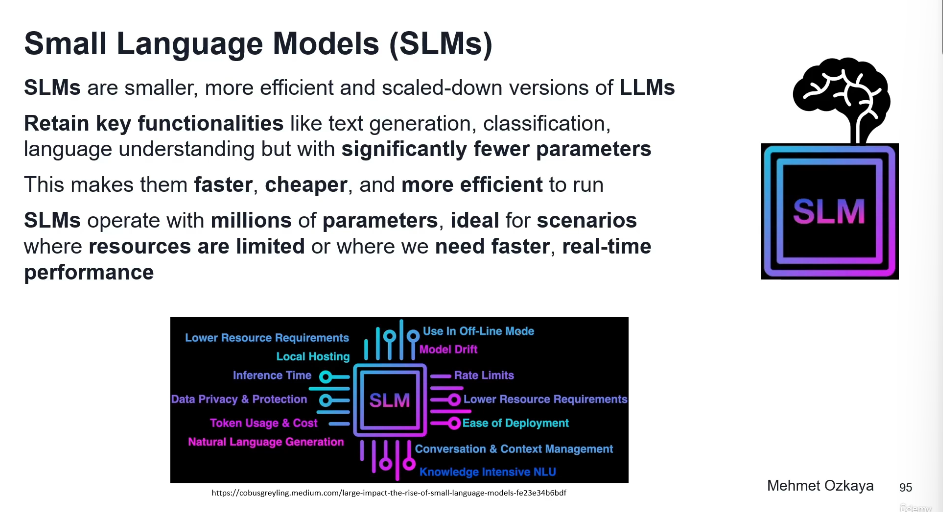 Small Language Models (SLMs)
SLMs are smaller, more efficient and scaled-down versions of LLMs
Retain key functionalities like text generation, classification,
language understanding but with significantly fewer parameters
This makes them faster, cheaper, and more efficient to run
SLMs operate with millions of parameters, ideal for scenarios
where resources are limited or where we need faster, real-time
performance
SLM
Lower Resource Requirements
Local Hosting
Inference Time
Data Privacy & Protection
Token Usage & Cost
Natural Language Generation
SLM
Use In Off-Line Mode
Model Drift
Rate Limits
Lower Resource Requirements
Ease of Deployment
Conversation & Context Management
Knowledge Intensive NLU
https://cobusgreyling.medium.com/large-impact-the-rise-of-small-language-models-fe23e34b6bdf
Mehmet Ozkaya
95